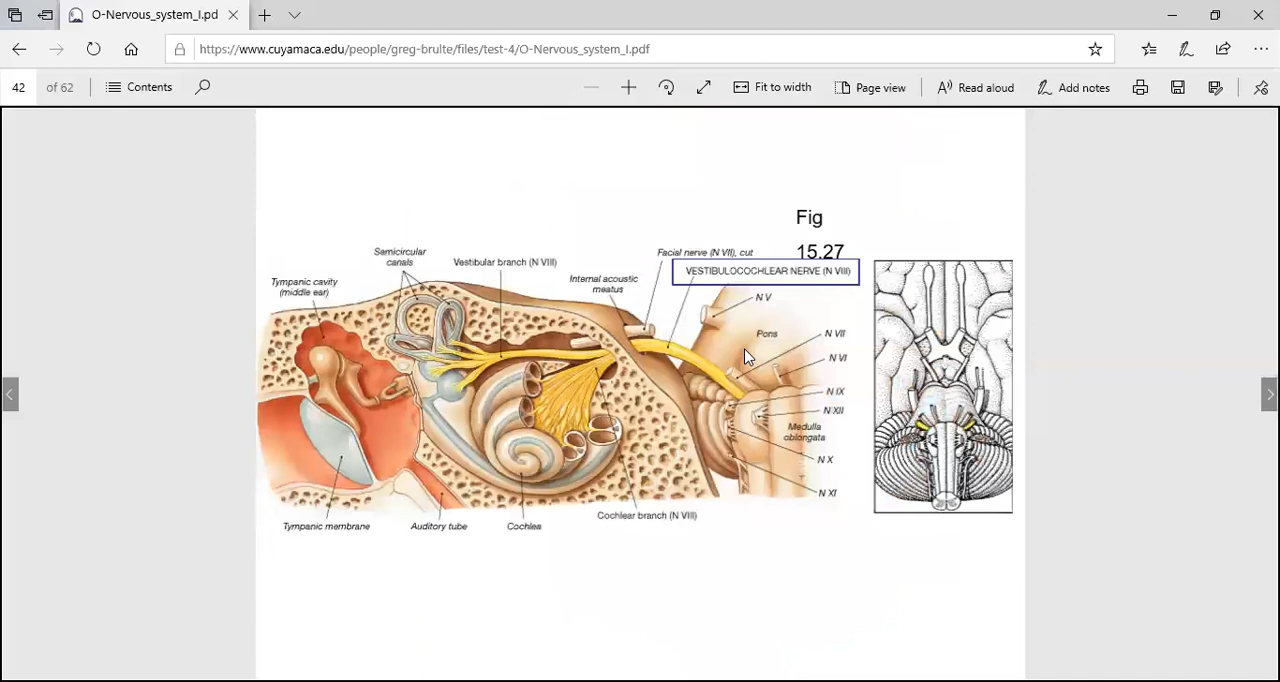 O-Nervous_system_I.pd
https://www.cuyamaca.edu/people/greg-brulte/files/test-4/O-Nervous_system_I.pdf
42 of 62 Contents Fit to width Page view Read aloud Add notes
Fig
15.27
Semicircular
canals
Vestibular branch (N VIII)
Facial nerve (N VII), cut
VESTIBULOCOCHLEAR NERVE (N VIII)
Tympanic cavity
(middle ear)
Internal acoustic
meatus
N V
Pons
N VII
N VI
N IX
N XII
Medulla
oblongata
N X
N XI
Cochlear branch (N VIII)
Tympanic membrane
Auditory tube
Cochlea